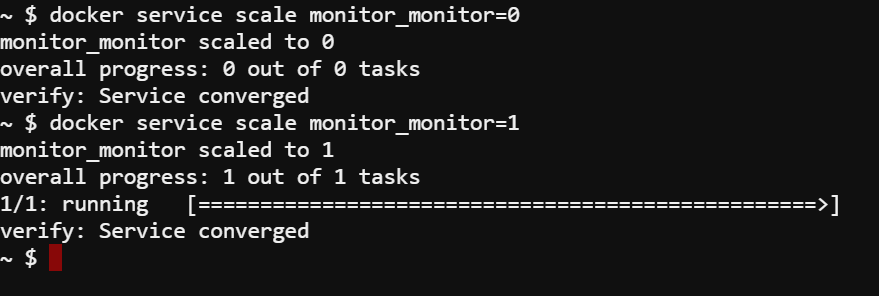 ~ $ docker service scale monitor_monitor=0
monitor_monitor scaled to 0
overall progress: 0 out of 0 tasks
verify: Service converged
~ $ docker service scale monitor_monitor=1
monitor_monitor scaled to 1
overall progress: 1 out of 1 tasks
1/1: running   [==================================================>]
verify: Service converged
~ $